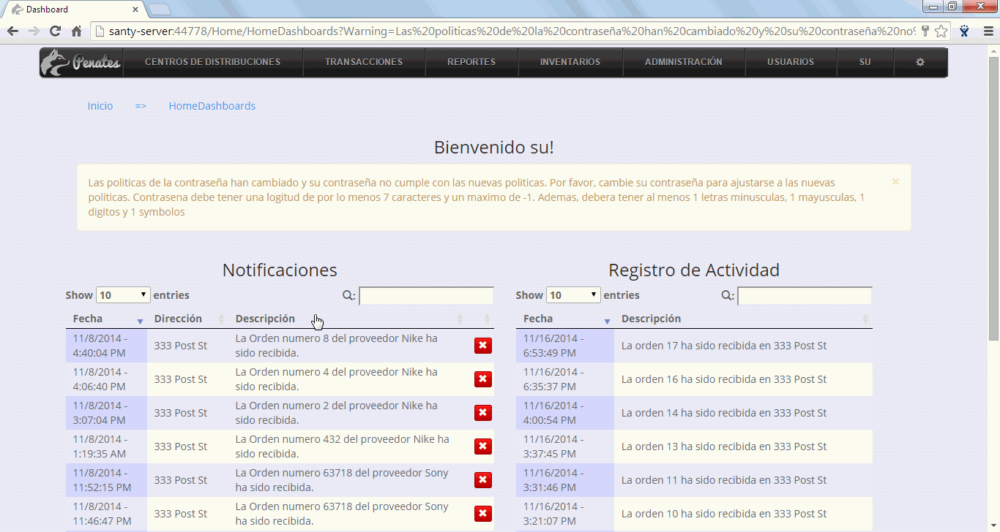 Dashboard
santy-server:44778/Home/HomeDashboards?Warning=Las%20politicas%20de%20la%20contraseña%20han%20cambiado%20y%20su%20contraseña%20no%
Penates CENTROS DE DISTRIBUCIONES TRANSACCIONES REPORTES INVENTARIOS ADMINISTRACIÓN USUARIOS SU
Inicio => HomeDashboards
Bienvenido su!
Las politicas de la contraseña han cambiado y su contraseña no cumple con las nuevas politicas. Por favor, cambie su contraseña para ajustarse a las nuevas
politicas. Contrasena debe tener una logitud de por lo menos 7 caracteres y un maximo de -1. Ademas, debera tener al menos 1 letras minusculas, 1 mayusculas, 1
digitos y 1 symbolos
Notificaciones
Show 10 entries :
Fecha Dirección Descripción
11/8/2014 -
4:40:04 PM
333 Post St
La Orden numero 8 del proveedor Nike ha
sido recibida.
11/8/2014 -
4:06:40 PM
333 Post St
La Orden numero 4 del proveedor Nike ha
sido recibida.
11/8/2014 -
3:07:04 PM
333 Post St
La Orden numero 2 del proveedor Nike ha
sido recibida.
11/8/2014 -
1:19:35 AM
333 Post St
La Orden numero 432 del proveedor Nike ha
sido recibida.
11/8/2014 -
11:52:15 PM
333 Post St
La Orden numero 63718 del proveedor Sony
ha sido recibida.
11/8/2014 -
11:46:47 PM
333 Post St
La Orden numero 63718 del proveedor Sony
ha sido recibida.
Registro de Actividad
Show 10 entries :
Fecha Descripción
11/16/2014 -
6:53:49 PM
La orden 17 ha sido recibida en 333 Post St
11/16/2014 -
6:35:37 PM
La orden 16 ha sido recibida en 333 Post St
11/16/2014 -
4:00:54 PM
La orden 14 ha sido recibida en 333 Post St
11/16/2014 -
3:37:45 PM
La orden 13 ha sido recibida en 333 Post St
11/16/2014 -
3:31:46 PM
La orden 11 ha sido recibida en 333 Post St
11/16/2014 -
3:21:07 PM
La orden 10 ha sido recibida en 333 Post St